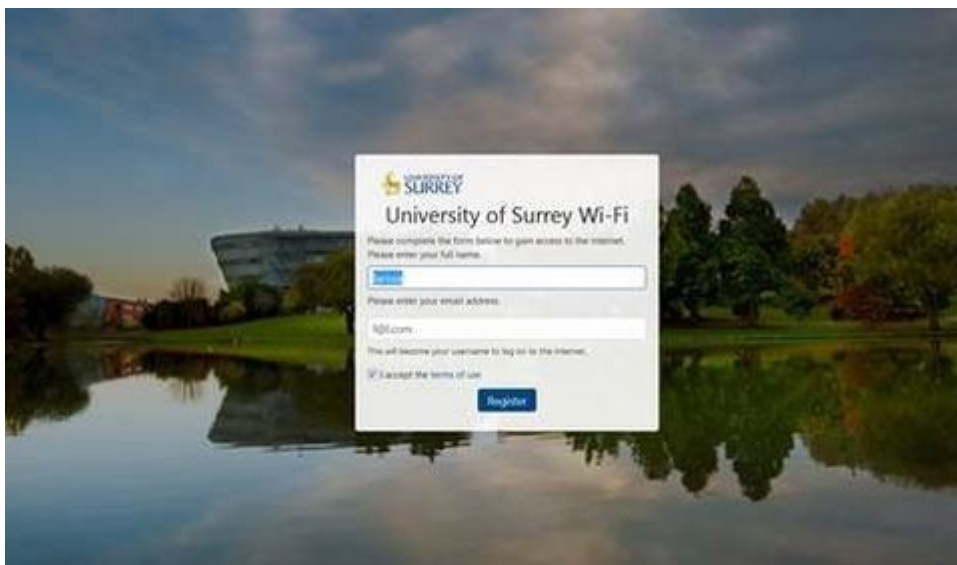 UNIVERSITY OF
SURREY
University of Surrey Wi-Fi
Please complete the form below to gain access to the internet.
Please enter your full name.
Please enter your email address.
l@l.com
This will become your username to log on to the internet.
I accept the terms of use
Register